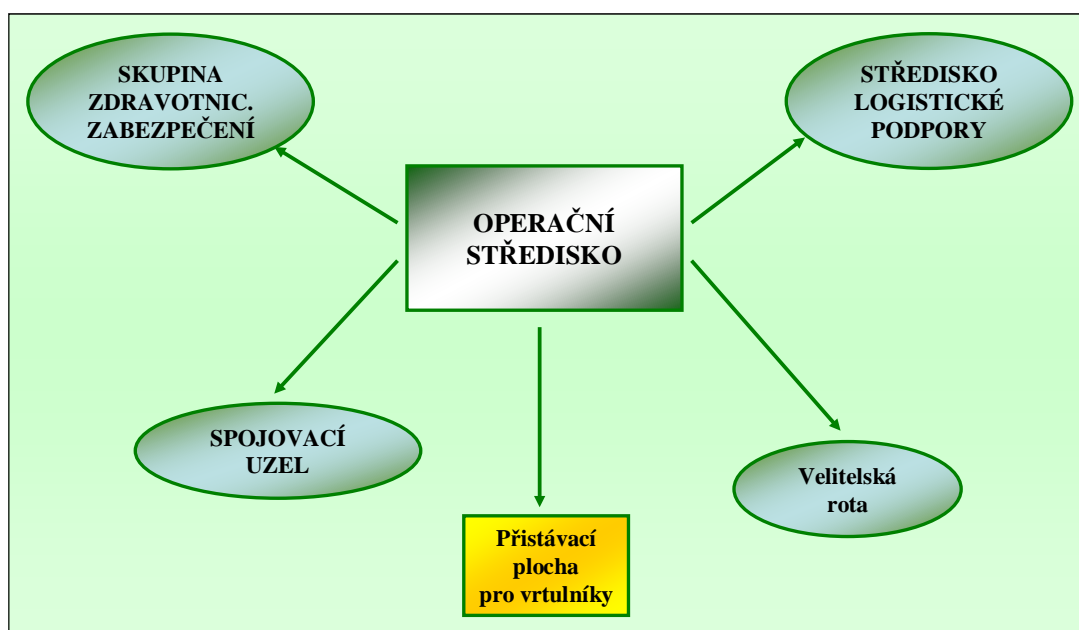 SKUPINA
ZDRAVOTNIC.
ZABEZPEČENÍ
STŘEDISKO
LOGISTICKÉ
PODPORY
OPERAČNÍ
STŘEDISKO
SPOJOVACÍ
UZEL
Velitelská
rota
Přistávací
plocha
pro vrtulníky